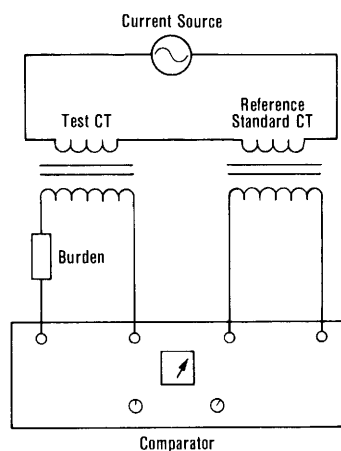 Current Source
Test CT
Reference
Standard CT
Burden
Comparator